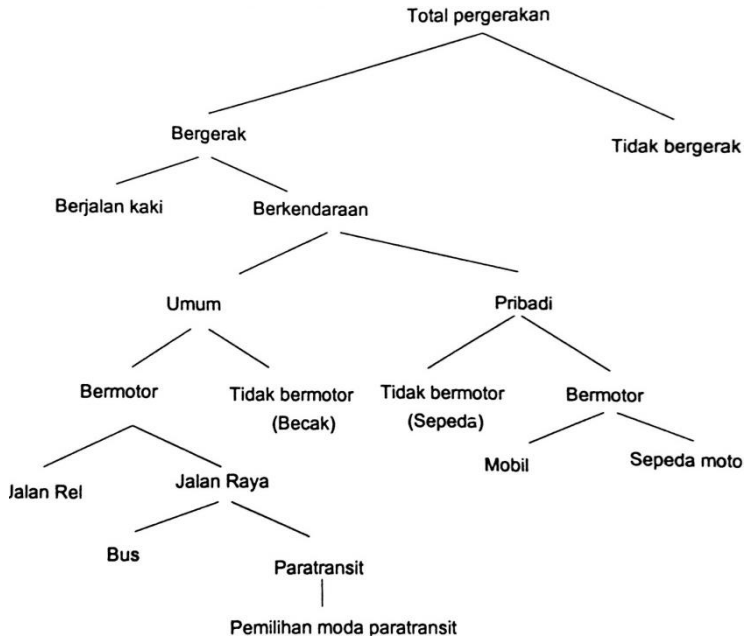 Total pergerakan
Bergerak
Tidak bergerak
Berjalan kaki
Berkendaraan
Umum
Pribadi
Bermotor
Tidak bermotor
(Becak)
Tidak bermotor
(Sepeda)
Bermotor
Jalan Rel
Jalan Raya
Mobil
Sepeda moto
Bus
Paratransit
Pemilihan moda paratransit